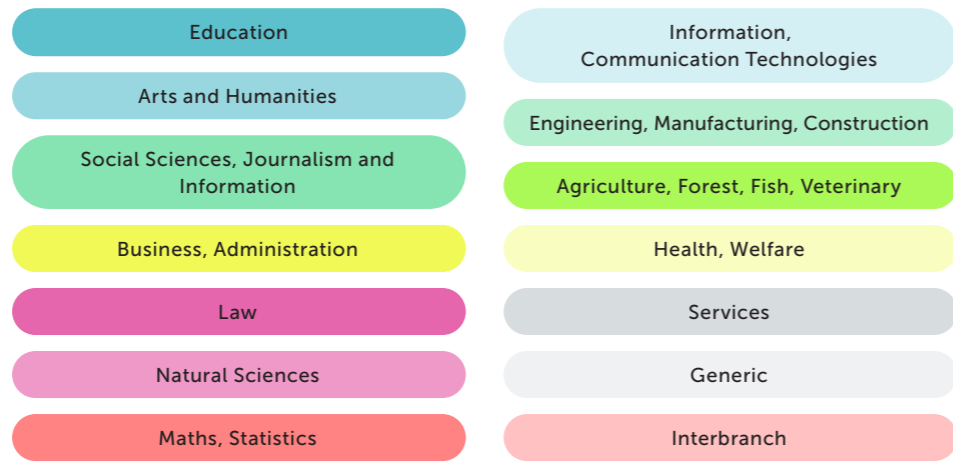 Education
Arts and Humanities
Social Sciences, Journalism and
Information
Business, Administration
Law
Natural Sciences
Maths, Statistics
Information,
Communication Technologies
Engineering, Manufacturing, Construction
Agriculture, Forest, Fish, Veterinary
Health, Welfare
Services
Generic
Interbranch